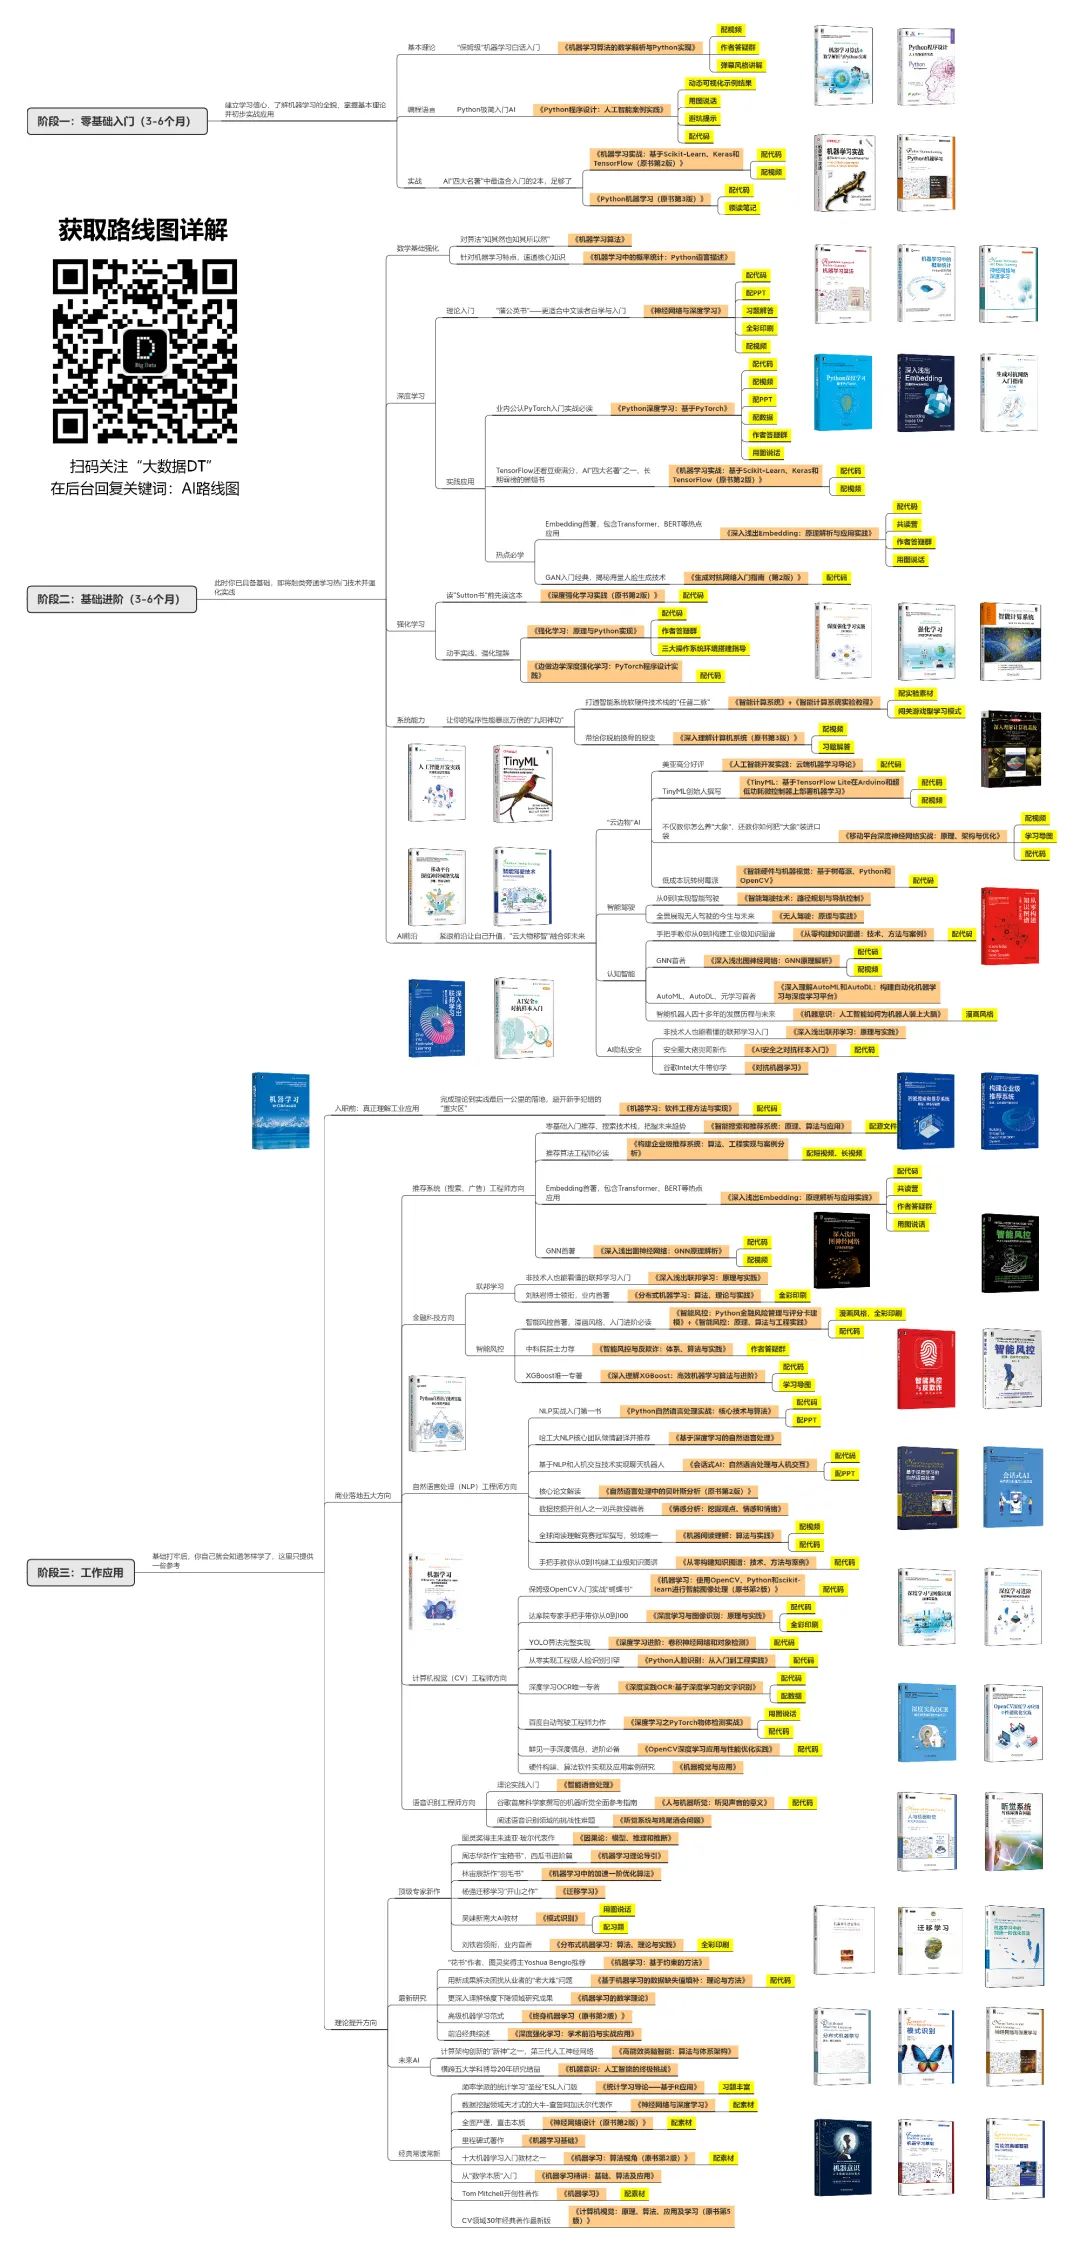 阶段一：零基础入门（3-6个月）
建立学习信心，了解机器学习的全貌，掌握基本理论
并初步实战应用
基本理论
“保姆级”机器学习白话入门
《机器学习算法的数学解析与Python实现》
配视频
作者答疑群
弹幕风格讲解
编程语言
Python极简入门AI
《Python程序设计：人工智能案例实践》
动态可视化示例结果
用图说话
避坑提示
配代码
实战
AI“四大名著”中最适合入门的2本，足够了
《机器学习实战：基于Scikit-Learn、Keras和
TensorFlow（原书第2版）》
配代码
配视频
《Python机器学习（原书第3版）》
配代码
领读笔记
获取路线图详解
Big Data
扫码关注“大数据DT”
在后台回复关键词：AI路线图
阶段二：基础进阶（3-6个月）
此时你已具备基础，即将触类旁通学习热门技术并强
化实战
数学基础强化
对算法“知其然也知其所以然”
《机器学习算法》
针对机器学习特点，速通核心知识
《机器学习中的概率统计：Python语言描述》
深度学习
理论入门
“蒲公英书”——更适合中文读者自学与入门
《神经网络与深度学习》
配代码
配PPT
习题解答
全彩印刷
配视频
实践应用
业内公认PyTorch入门实战必读
《Python深度学习：基于PyTorch》
配代码
配视频
配PPT
配数据
作者答疑群
用图说话
TensorFlow还看豆瓣满分，AI“四大名著”之一，长
期霸榜的蜥蜴书
《机器学习实战：基于Scikit-Learn、Keras和
TensorFlow（原书第2版）》
配代码
配视频
热点必学
Embedding首著，包含Transformer、BERT等热点
应用
《深入浅出Embedding：原理解析与应用实践》
配代码
共读营
作者答疑群
用图说话
GAN入门经典，揭秘海量人脸生成技术
《生成对抗网络入门指南（第2版）》
配代码
强化学习
读“Sutton书”前先读这本
《深度强化学习实践（原书第2版）》
配代码
动手实战，强化理解
《强化学习：原理与Python实现》
配代码
作者答疑群
三大操作系统环境搭建指导
《边做边学深度强化学习：PyTorch程序设计实
践》
配代码
系统能力
让你的程序性能暴涨万倍的“九阳神功”
打通智能系统软硬件技术栈的“任督二脉”
《智能计算系统》+《智能计算系统实验教程》
配实验素材
闯关游戏型学习模式
带给你脱胎换骨的蜕变
《深入理解计算机系统（原书第3版）》
配视频
习题解答
AI前沿
紧跟前沿让自己升值，“云大物移智”融合即未来
“云边物”AI
美亚高分好评
《人工智能开发实践：云端机器学习导论》
配代码
TinyML创始人撰写
《TinyML：基于TensorFlow Lite在Arduino和超
低功耗微控制器上部署机器学习》
配代码
配视频
不仅教你怎么养“大象”，还教你如何把“大象”装进口
袋
《移动平台深度神经网络实战：原理、架构与优化》
配视频
学习导图
配代码
低成本玩转树莓派
《智能硬件与机器视觉：基于树莓派、Python和
OpenCV》
配代码
智能驾驶
从0到1实现智能驾驶
《智能驾驶技术：路径规划与导航控制》
全景展现无人驾驶的今生与未来
《无人驾驶：原理与实践》
认知智能
手把手教你从0到1构建工业级知识图谱
《从零构建知识图谱：技术、方法与案例》
配代码
GNN首著
《深入浅出图神经网络：GNN原理解析》
配代码
配视频
AutoML、AutoDL、元学习首著
《深入理解AutoML和AutoDL：构建自动化机器学
习与深度学习平台》
智能机器人四十多年的发展历程与未来
《机器意识：人工智能如何为机器人装上大脑》
漫画风格
AI隐私安全
非技术人也能看懂的联邦学习入门
《深入浅出联邦学习：原理与实践》
安全圈大佬兜哥新作
《AI安全之对抗样本入门》
配代码
谷歌Intel大牛带你学
《对抗机器学习》
阶段三：工作应用
基础打牢后，你自己就会知道怎样学了，这里只提供
一些参考
入职前：真正理解工业应用
完成理论到实践最后一公里的落地，避开新手犯错的
“重灾区”
《机器学习：软件工程方法与实现》
配代码
商业落地五大方向
推荐系统（搜索、广告）工程师方向
零基础入门推荐、搜索技术栈，把握未来趋势
《智能搜索和推荐系统：原理、算法与应用》
配源文件
推荐算法工程师必读
《构建企业级推荐系统：算法、工程实现与案例分
析》
配短视频、长视频
Embedding首著，包含Transformer、BERT等热点
应用
《深入浅出Embedding：原理解析与应用实践》
配代码
共读营
作者答疑群
用图说话
GNN首著
《深入浅出图神经网络：GNN原理解析》
配代码
配视频
金融科技方向
联邦学习
非技术人也能看懂的联邦学习入门
《深入浅出联邦学习：原理与实践》
刘铁岩博士领衔，业内首著
《分布式机器学习：算法、理论与实践》
全彩印刷
智能风控
智能风控首著，漫画风格、入门进阶必读
《智能风控：Python金融风险管理与评分卡建
模》+《智能风控：原理、算法与工程实践》
漫画风格，全彩印刷
配代码
中科院院士力荐
《智能风控与反欺诈：体系、算法与实践》
作者答疑群
XGBoost唯一专著
《深入理解XGBoost：高效机器学习算法与进阶》
配代码
学习导图
自然语言处理（NLP）工程师方向
NLP实战入门第一书
《Python自然语言处理实战：核心技术与算法》
配代码
配PPT
哈工大NLP核心团队倾情翻译并推荐
《基于深度学习的自然语言处理》
基于NLP和人机交互技术实现聊天机器人
《会话式AI：自然语言处理与人机交互》
配代码
配PPT
核心论文解读
《自然语言处理中的贝叶斯分析（原书第2版）》
数据挖掘开创人之一刘兵教授编著
《情感分析：挖掘观点、情感和情绪》
全球阅读理解竞赛冠军撰写，领域唯一
《机器阅读理解：算法与实践》
配视频
配代码
手把手教你从0到1构建工业级知识图谱
《从零构建知识图谱：技术、方法与案例》
配代码
计算机视觉（CV）工程师方向
保姆级OpenCV入门实战“蝴蝶书”
《机器学习：使用OpenCV、Python和scikit-
learn进行智能图像处理（原书第2版）》
配代码
达摩院专家手把手带你从0到100
《深度学习与图像识别：原理与实践》
配代码
全彩印刷
YOLO算法完整实现
《深度学习进阶：卷积神经网络和对象检测》
配代码
从零实现工程级人脸识别引擎
《Python人脸识别：从入门到工程实践》
配代码
深度学习OCR唯一专著
《深度实践OCR:基于深度学习的文字识别》
配代码
配数据
百度自动驾驶工程师力作
《深度学习之PyTorch物体检测实战》
用图说话
配代码
鲜见一手深度信息，进阶必备
《OpenCV深度学习应用与性能优化实践》
配代码
硬件构建、算法软件实现及应用案例研究
《机器视觉与应用》
语音识别工程师方向
理论实践入门
《智能语音处理》
谷歌首席科学家撰写的机器听觉全面参考指南
《人与机器听觉：听见声音的意义》
配代码
阐述语音识别领域的挑战性难题
《听觉系统与鸡尾酒会问题》
理论提升方向
顶级专家新作
图灵奖得主朱迪亚·珀尔代表作
《因果论：模型、推理和推断》
周志华新作“宝箱书”，西瓜书进阶篇
《机器学习理论导引》
林宙辰新作“羽毛书”
《机器学习中的加速一阶优化算法》
杨强迁移学习“开山之作”
《迁移学习》
吴建新南大AI教材
《模式识别》
用图说话
配习题
刘铁岩领衔，业内首著
《分布式机器学习：算法、理论与实践》
全彩印刷
最新研究
“花书”作者、图灵奖得主Yoshua Bengio推荐
《机器学习：基于约束的方法》
用新成果解决困扰从业者的“老大难”问题
《基于机器学习的数据缺失值填补：理论与方法》
配代码
更深入理解梯度下降领域研究成果
《机器学习的数学理论》
高级机器学习范式
《终身机器学习（原书第2版）》
前沿经典综述
《深度强化学习：学术前沿与实战应用》
未来AI
计算架构创新的“新神”之一，第三代人工神经网络
《高能效类脑智能：算法与体系架构》
横跨五大学科博导20年研究结晶
《机器意识：人工智能的终极挑战》
经典常读常新
频率学派的统计学习“圣经”ESL入门版
《统计学习导论——基于R应用》
习题丰富
数据挖掘领域天才式的大牛-查鲁阿加沃尔代表作
《神经网络与深度学习》
配素材
全面严谨，直击本质
《神经网络设计（原书第2版）》
配素材
里程碑式著作
《机器学习基础》
十大机器学习入门教材之一
《机器学习：算法视角（原书第2版）》
配素材
从“数学本质”入门
《机器学习精讲：基础、算法及应用》
Tom Mitchell开创性著作
《机器学习》
配素材
CV领域30年经典著作最新版
《计算机视觉：原理、算法、应用及学习（原书第5
版）》